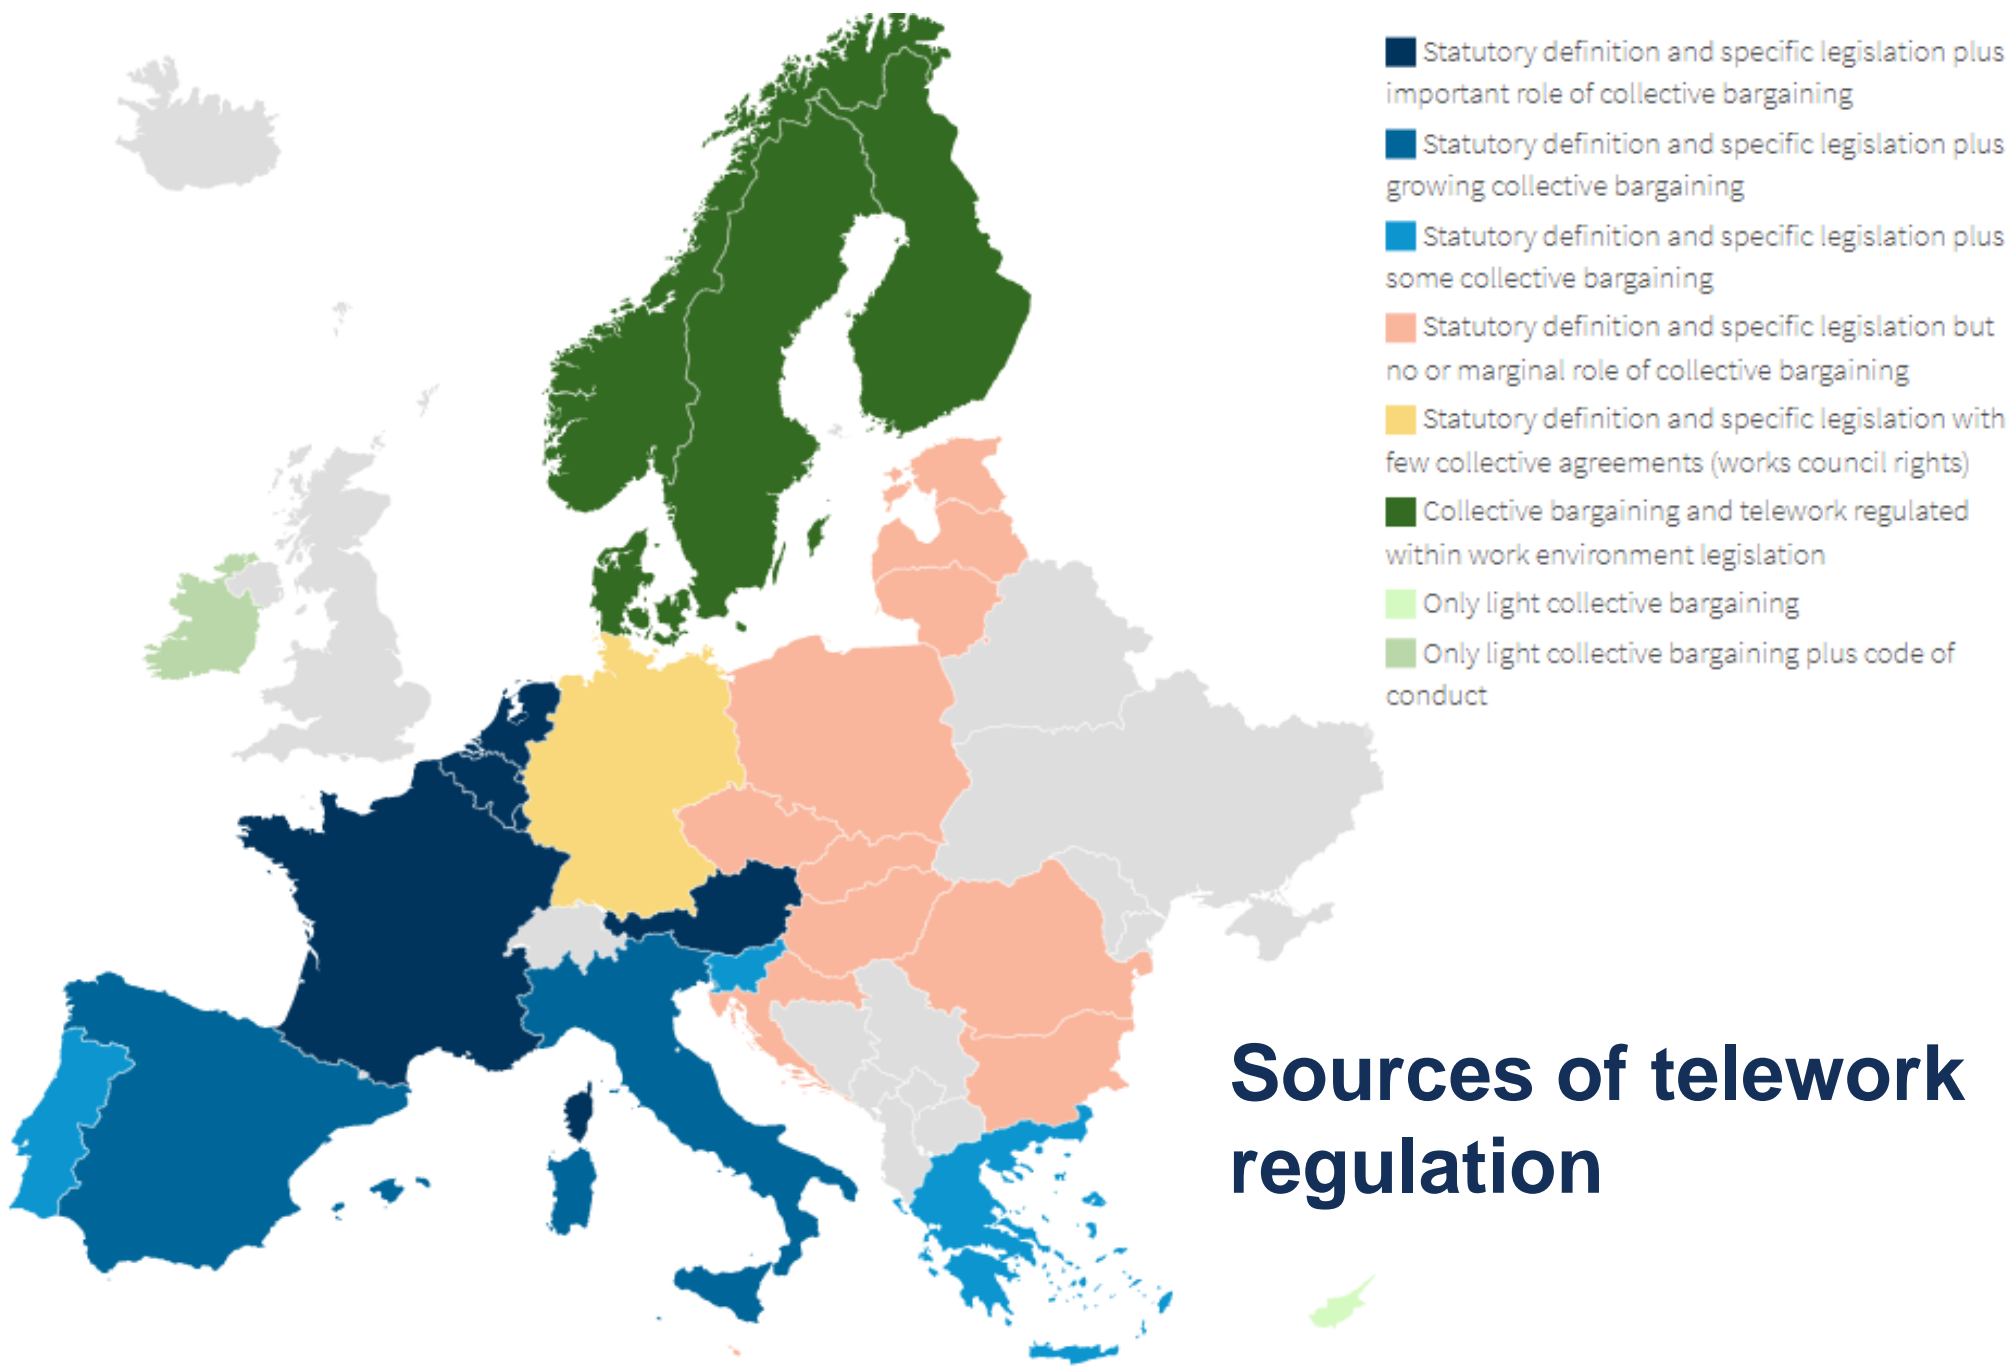 Statutory definition and specific legislation plus
important role of collective bargaining
Statutory definition and specific legislation plus
growing collective bargaining
Statutory definition and specific legislation plus
some collective bargaining
Statutory definition and specific legislation but
no or marginal role of collective bargaining
Statutory definition and specific legislation with
few collective agreements (works council rights)
Collective bargaining and telework regulated
within work environment legislation
Only light collective bargaining
Only light collective bargaining plus code of
conduct
Sources of telework
regulation